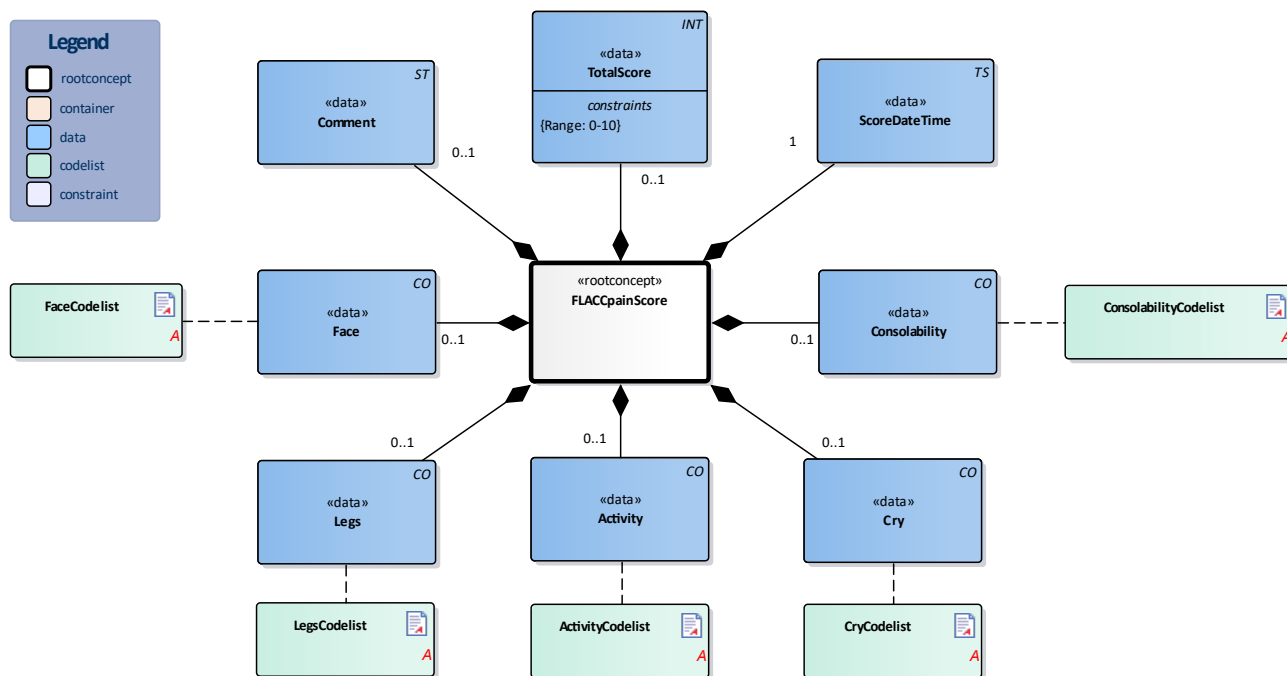 Legend
rootconcept
container
data
codelist
constraint
ST
«data»
Comment
0..1
INT
«data»
TotalScore
constraints
{Range: 0-10}
0..1
TS
«data»
ScoreDateTime
1
FaceCodelist
A
CO
«data»
Face
0..1
«rootconcept»
FLACCpainScore
CO
«data»
Consolability
0..1
ConsolabilityCodelist
A
0..1
CO
«data»
Legs
0..1
CO
«data»
Activity
0..1
CO
«data»
Cry
LegsCodelist
A
ActivityCodelist
A
CryCodelist
A